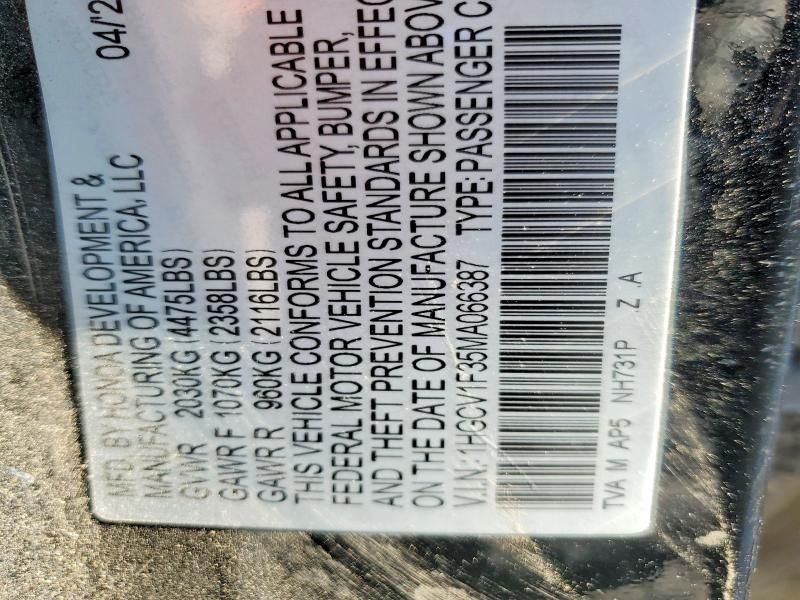 MFD. BY HONDA DEVELOPMENT &
MANUFACTURING OF AMERICA, LLC
04/'2
GVWR 2030KG (4475LBS)
GAWR F 1070KG (2358LBS)
GAWR R 960KG (2116LBS)
THIS VEHICLE CONFORMS TO ALL APPLICABLE
FEDERAL MOTOR VEHICLE SAFETY, BUMPER,
AND THEFT PREVENTION STANDARDS IN EFFEC
ON THE DATE OF MANUFACTURE SHOWN ABOV
V.I.N.: 1HGCV1F35MA066387 TYPE: PASSENGER C
TVA M AP5 NH731P .Z .A